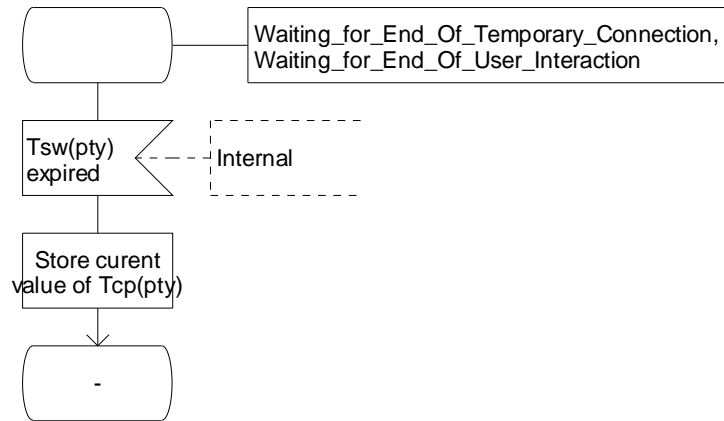 Waiting_for_End_Of_Temporary_Connection,
Waiting_for_End_Of_User_Interaction
Tsw(pty)
expired
Internal
Store curent
value of Tcp(pty)
-